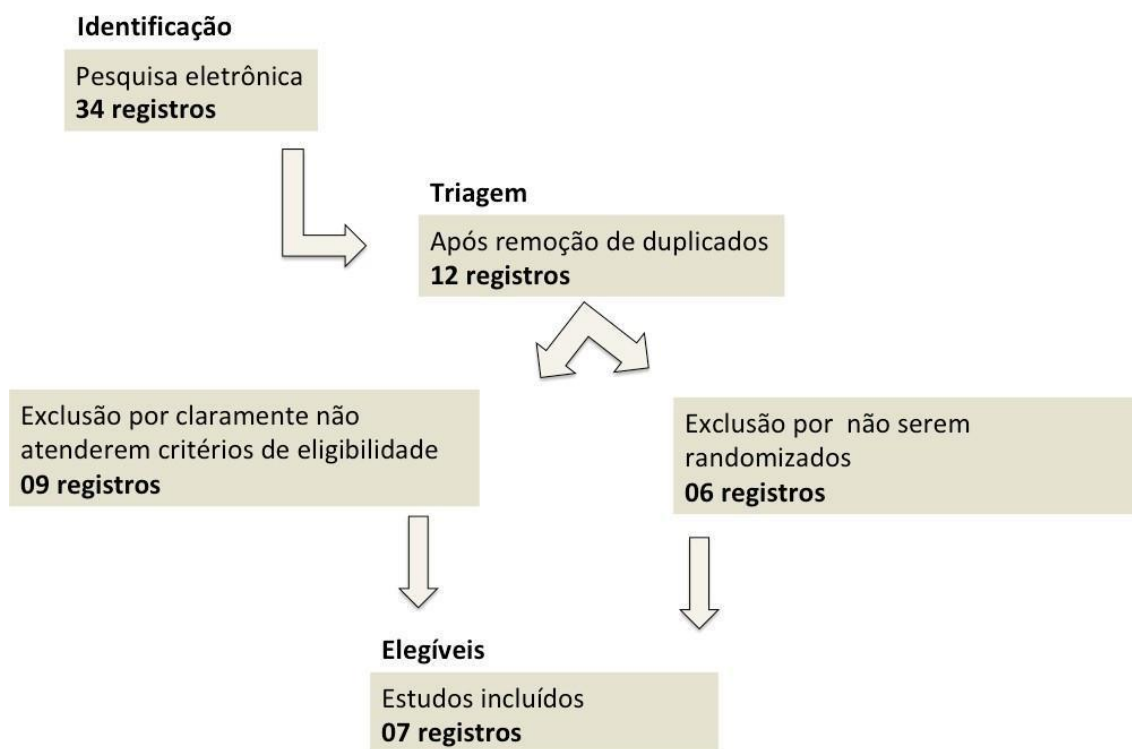 Identificação
Pesquisa eletrônica
34 registros
Triagem
Após remoção de duplicados
12 registros
Exclusão por claramente não
atenderem critérios de eligibilidade
09 registros
Exclusão por não serem
randomizados
06 registros
Elegíveis
Estudos incluídos
07 registros